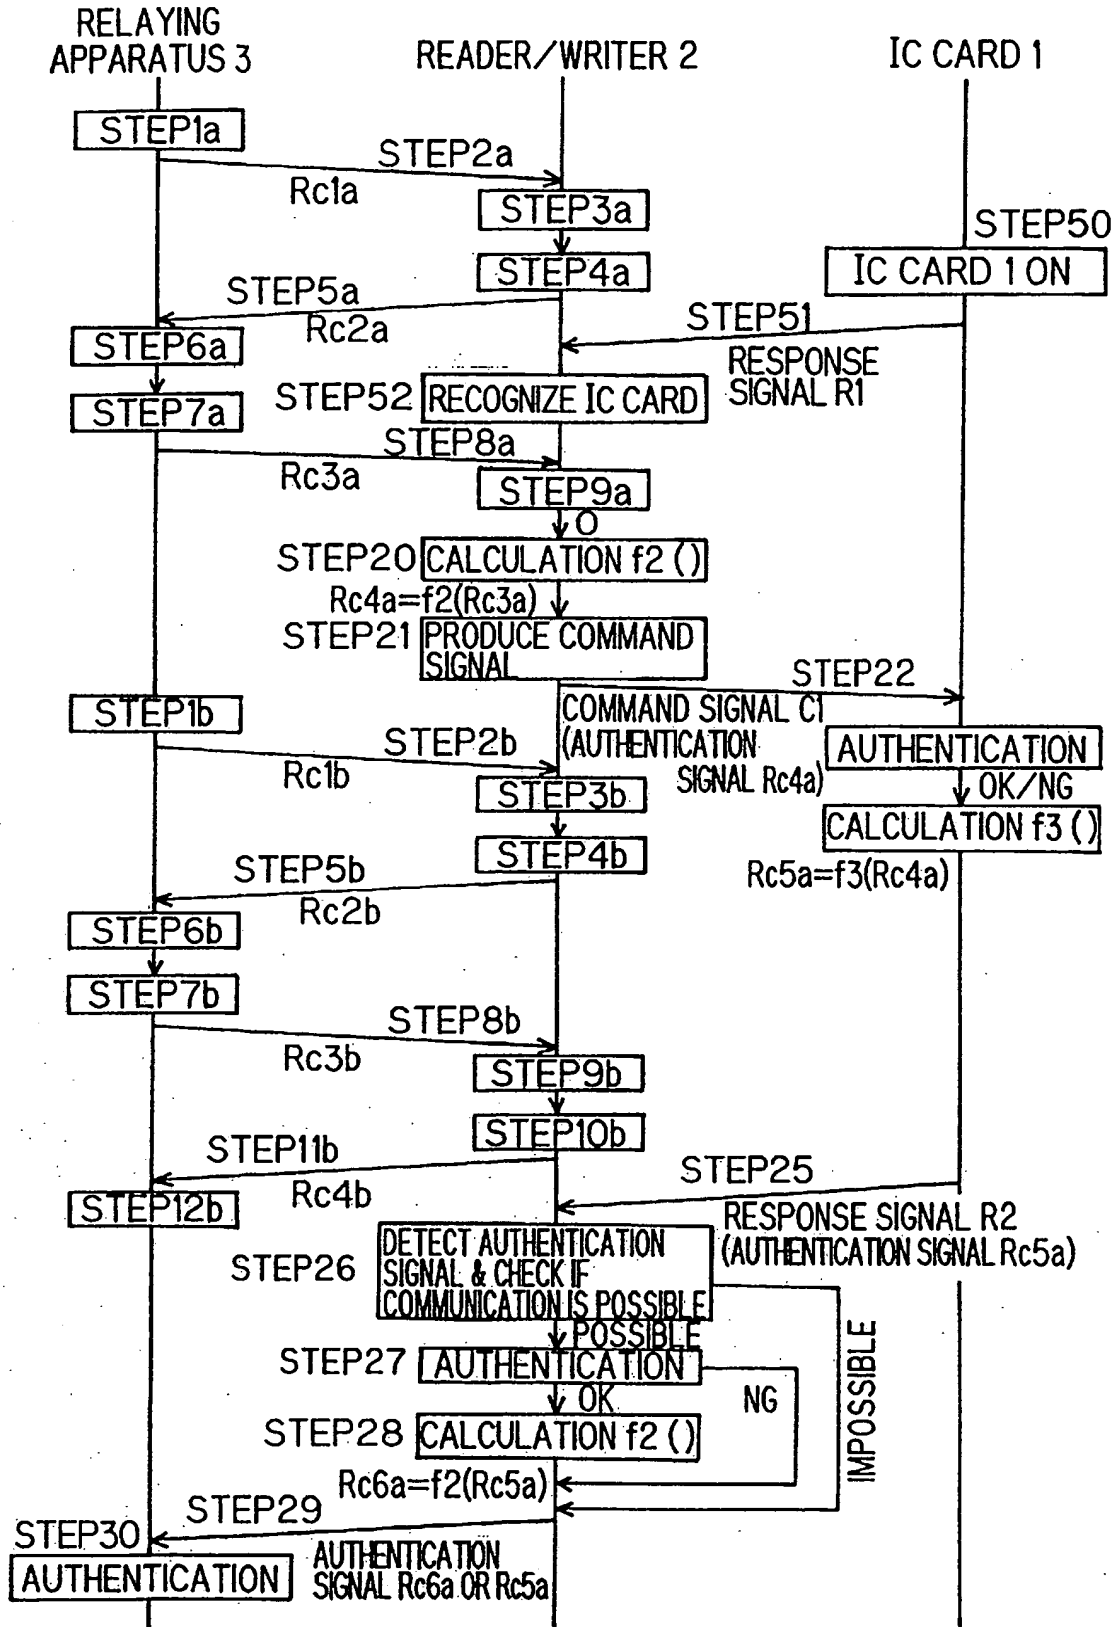 RELAYING
APPARATUS 3
READER/WRITER 2
IC CARD 1
STEP1a
STEP2a
Rc1a
STEP3a
STEP50
STEP4a
IC CARD 1 ON
STEP5a
Rc2a
STEP51
STEP6a
RESPONSE
SIGNAL R1
STEP7a
STEP52
RECOGNIZE IC CARD
STEP8a
Rc3a
STEP9a
O
STEP20
CALCULATION f2 ( )
Rc4a=f2(Rc3a)
STEP21
PRODUCE COMMAND
SIGNAL
STEP22
STEP1b
COMMAND SIGNAL C1
(AUTHENTICATION
SIGNAL Rc4a)
STEP2b
Rc1b
AUTHENTICATION
OK/NG
STEP3b
CALCULATION f3 ( )
STEP4b
Rc5a=f3(Rc4a)
STEP5b
Rc2b
STEP6b
STEP7b
STEP8b
Rc3b
STEP9b
STEP10b
STEP11b
Rc4b
STEP25
STEP12b
RESPONSE SIGNAL R2
(AUTHENTICATION SIGNAL Rc5a)
STEP26
DETECT AUTHENTICATION
SIGNAL & CHECK IF
COMMUNICATION IS POSSIBLE
POSSIBLE
IMPOSSIBLE
STEP27
AUTHENTICATION
OK
NG
STEP28
CALCULATION f2 ( )
Rc6a=f2(Rc5a)
STEP29
STEP30
AUTHENTICATION
AUTHENTICATION
SIGNAL Rc6a OR Rc5a